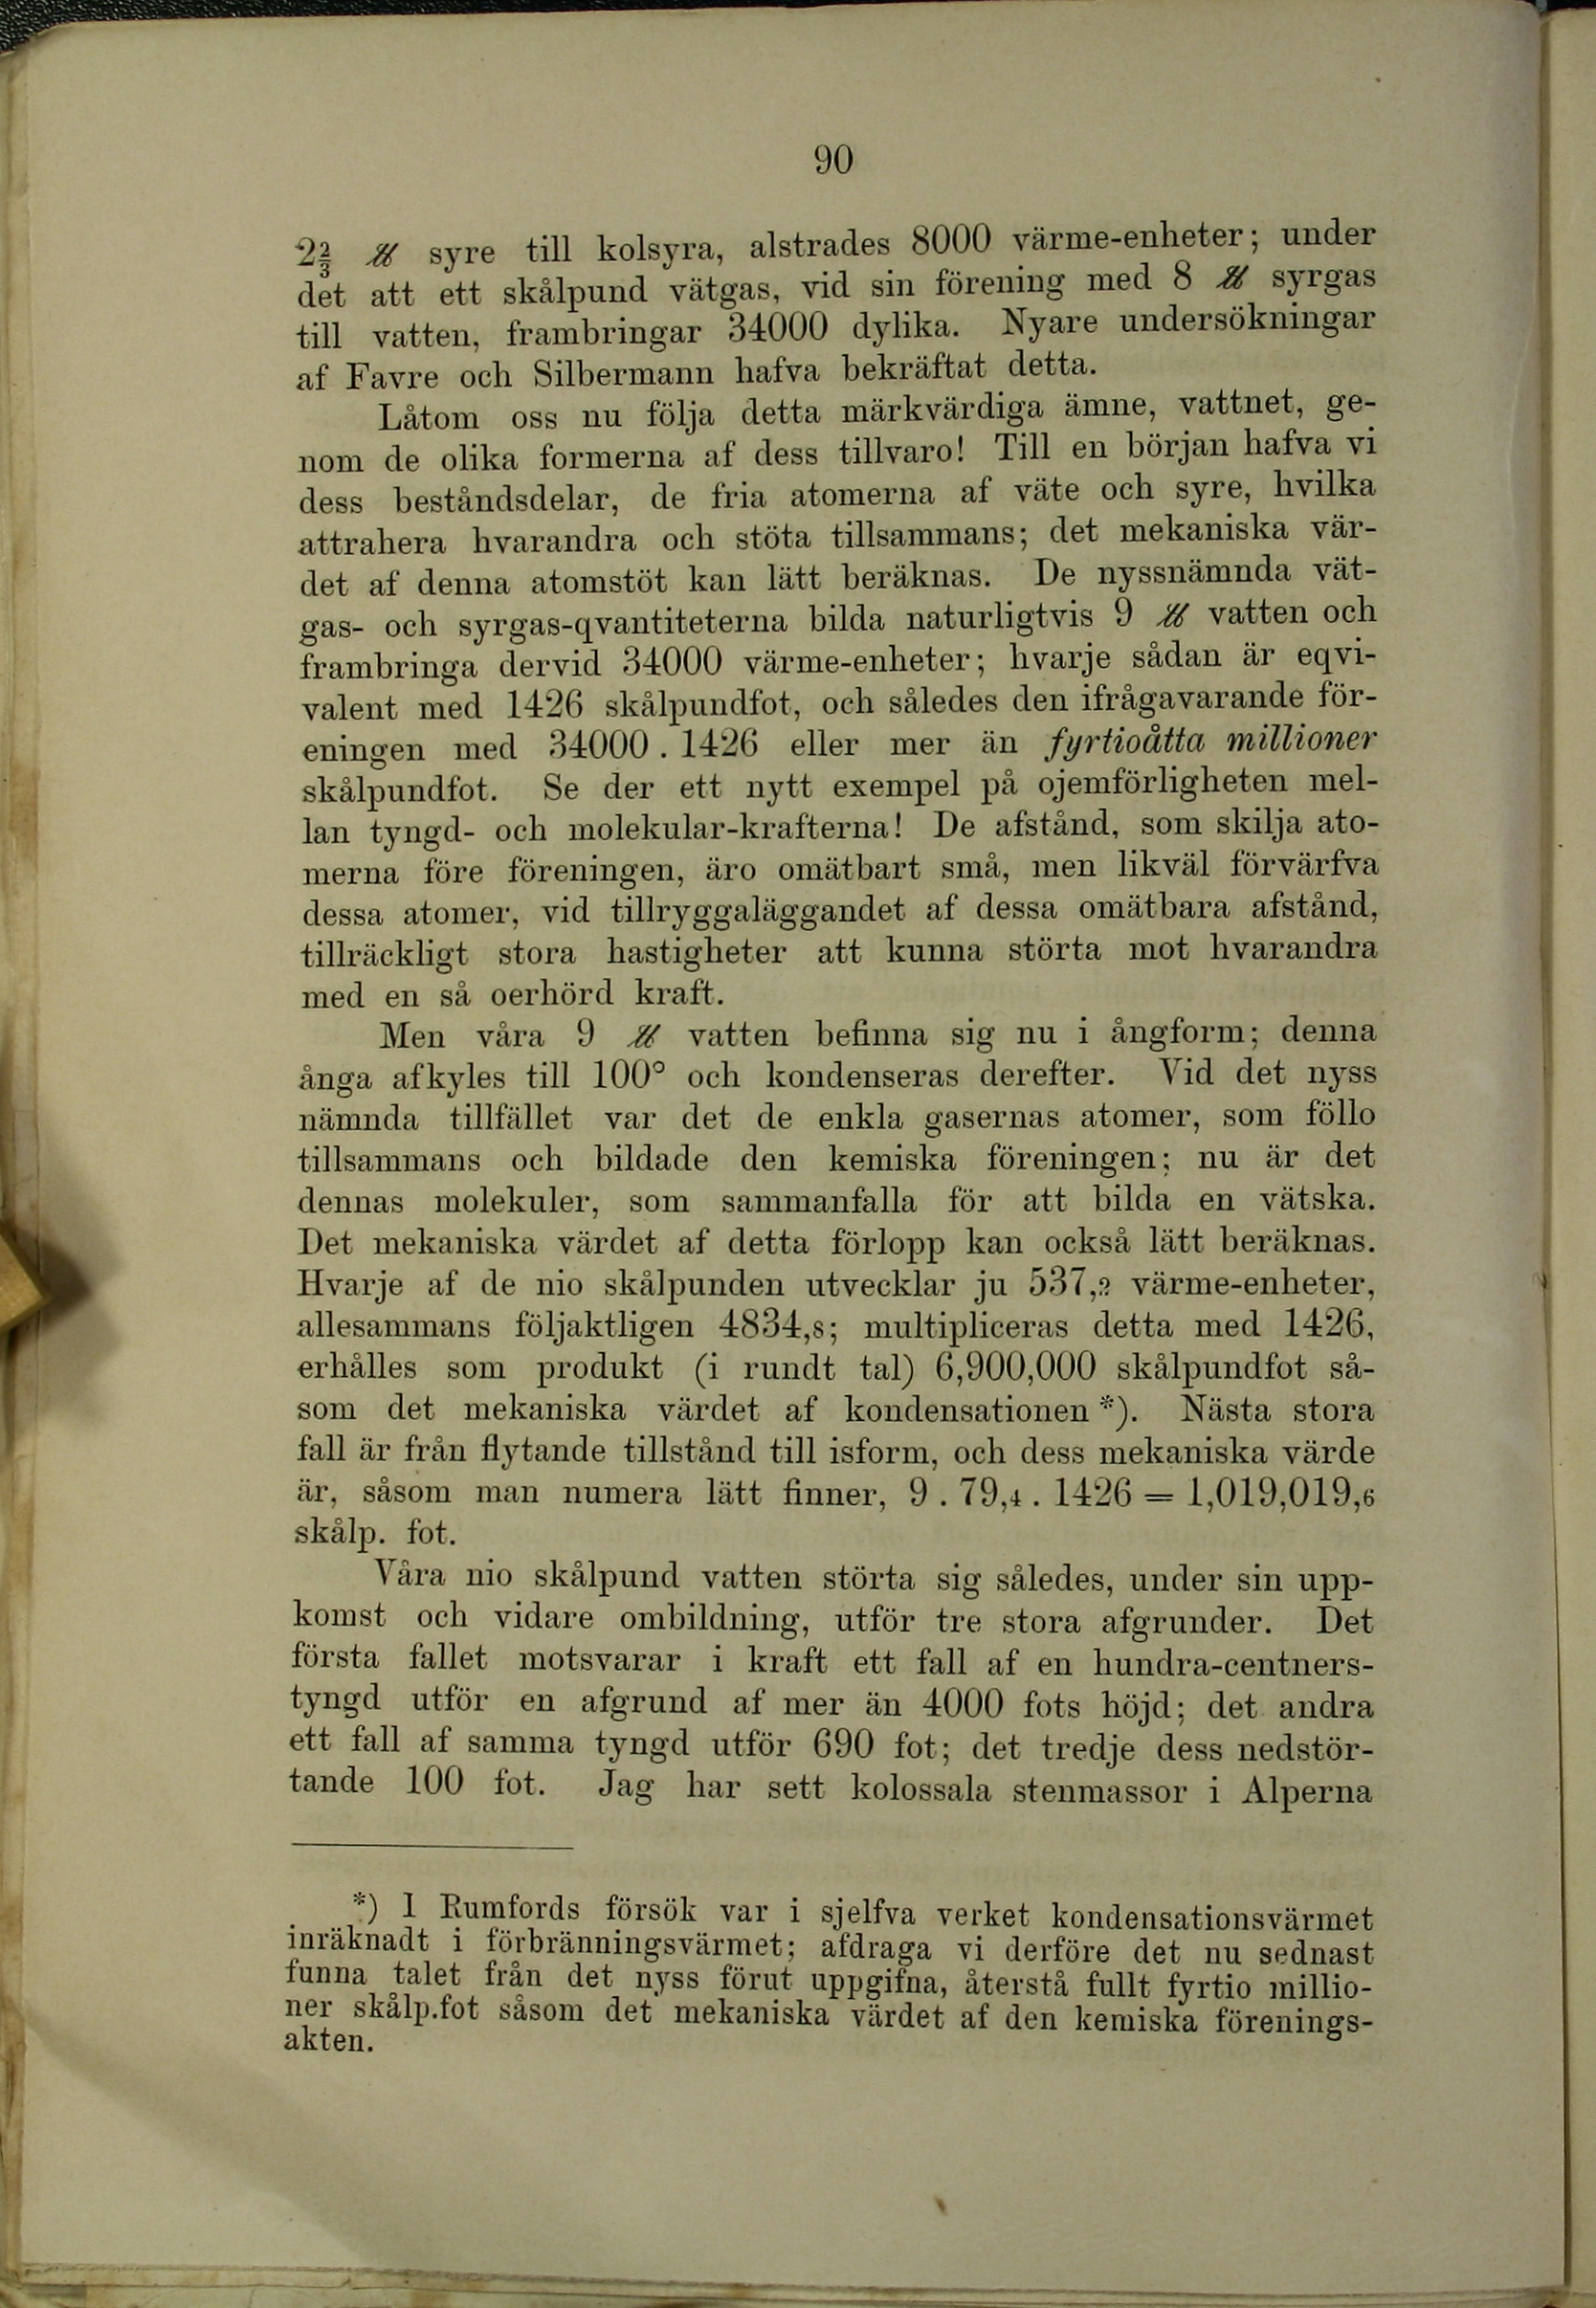 90
2⅔ ℔ syre till kolsyra, alstrades 8000 värme-enheter; under
det att ett skålpund vätgas, vid sin förening med 8 ℔ syrgas
till vatten, frambringar 34000 dylika. Nyare undersökningar
af Favre och Silbermann hafva bekräftat detta.
Låtom oss nu följa detta märkvärdiga ämne, vattnet, ge-
nom de olika formerna af dess tillvaro! Till en början hafva vi
dess beståndsdelar, de fria atomerna af väte och syre, hvilka
attrahera hvarandra och stöta tillsammans; det mekaniska vär-
det af denna atomstöt kan lätt beräknas. De nyssnämnda vät-
gas- och syrgas-qvantiteterna bilda naturligtvis 9 ℔ vatten och
frambringa dervid 34000 värme-enheter; hvarje sådan är eqvi-
valent med 1426 skålpundfot, och således den ifrågavarande för-
eningen med 34000 . 1426 eller mer än fyrtioåtta millioner
skålpundfot. Se der ett nytt exempel på ojemförligheten mel-
lan tyngd- och molekular-krafterna! De afstånd, som skilja ato-
merna före föreningen, äro omätbart små, men likväl förvärfva
dessa atomer, vid tillryggaläggandet af dessa omätbara afstånd,
tillräckligt stora hastigheter att kunna störta mot hvarandra
med en så oerhörd kraft.
Men våra 9 ℔ vatten befinna sig nu i ångform; denna
ånga afkyles till 100° och kondenseras derefter. Vid det nyss
nämnda tillfället var det de enkla gasernas atomer, som föllo
tillsammans och bildade den kemiska föreningen; nu är det
dennas molekuler, som sammanfalla för att bilda en vätska.
Det mekaniska värdet af detta förlopp kan också lätt beräknas.
Hvarje af de nio skålpunden utvecklar ju 537,2 värme-enheter,
allesammans följaktligen 4834,8; multipliceras detta med 1426,
erhålles som produkt (i rundt tal) 6,900,000 skålpundfot så-
som det mekaniska värdet af kondensationen *). Nästa stora
fall är från flytande tillstånd till isform, och dess mekaniska värde
är, såsom man numera lätt finner, 9 . 79,4 . 1426 = 1,019,019,6
skålp. fot.
Våra nio skålpund vatten störta sig således, under sin upp-
komst och vidare ombildning, utför tre stora afgrunder. Det
första fallet motsvarar i kraft ett fall af en hundra-centners-
tyngd utför en afgrund af mer än 4000 fots höjd; det andra
ett fall af samma tyngd utför 690 fot; det tredje dess nedstör-
tande 100 fot. Jag har sett kolossala stenmassor i Alperna
*) I Rumfords försök var i sjelfva verket kondensationsvärmet
inräknadt i förbränningsvärmet; afdraga vi derföre det nu sednast
funna talet från det nyss förut uppgifna, återstå fullt fyrtio millio-
ner skålp.fot såsom det mekaniska värdet af den kemiska förenings-
akten.